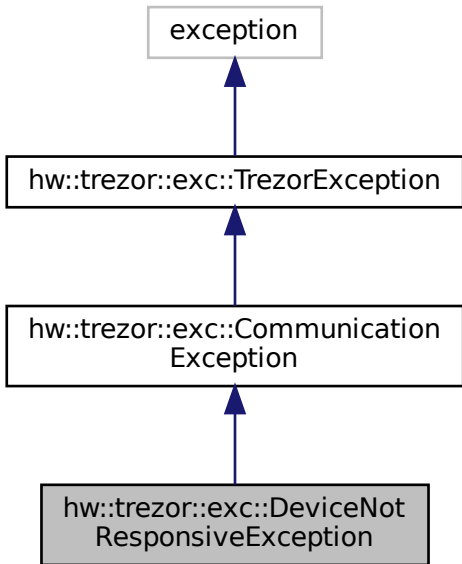 exception
hw::trezor::exc::TrezorException
hw::trezor::exc::Communication
Exception
hw::trezor::exc::DeviceNot
ResponsiveException